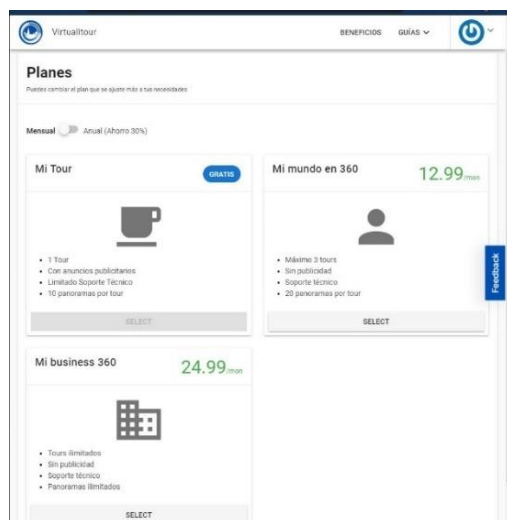 Virtualitour
BENEFICIOS GUÍAS
Planes
Puedes cambiar el plan que se ajuste más a tus necesidades
Mensual Anual (Ahorro 30%)
Mi Tour GRATIS
1 Tour
Con anuncios publicitarios
Limitado Soporte Técnico
10 panoramas por tour
SELECT
Mi mundo en 360 12.99/mon
Máximo 3 tours
Sin publicidad
Soporte técnico
20 panoramas por tour
SELECT
Feedback
Mi business 360 24.99/mon
Tours ilimitados
Sin publicidad
Soporte técnico
Panoramas ilimitados
SELECT